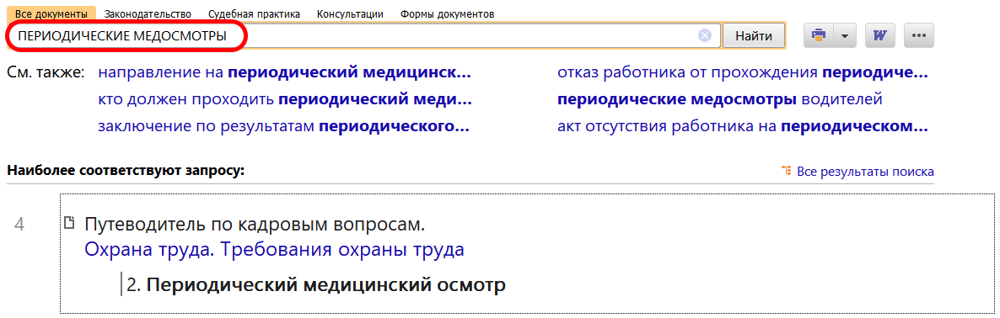 Все документы Законодательство Судебная практика Консультации Формы документов
ПЕРИОДИЧЕСКИЕ МЕДОСМОТРЫ Найти W
См. также: направление на периодический медицинск... отказ работника от прохождения периодиче...
кто должен проходить периодический меди... периодические медосмотры водителей
заключение по результатам периодического... акт отсутствия работника на периодическом...
Наиболее соответствуют запросу: Все результаты поиска
4 Путеводитель по кадровым вопросам.
Охрана труда. Требования охраны труда
2. Периодический медицинский осмотр